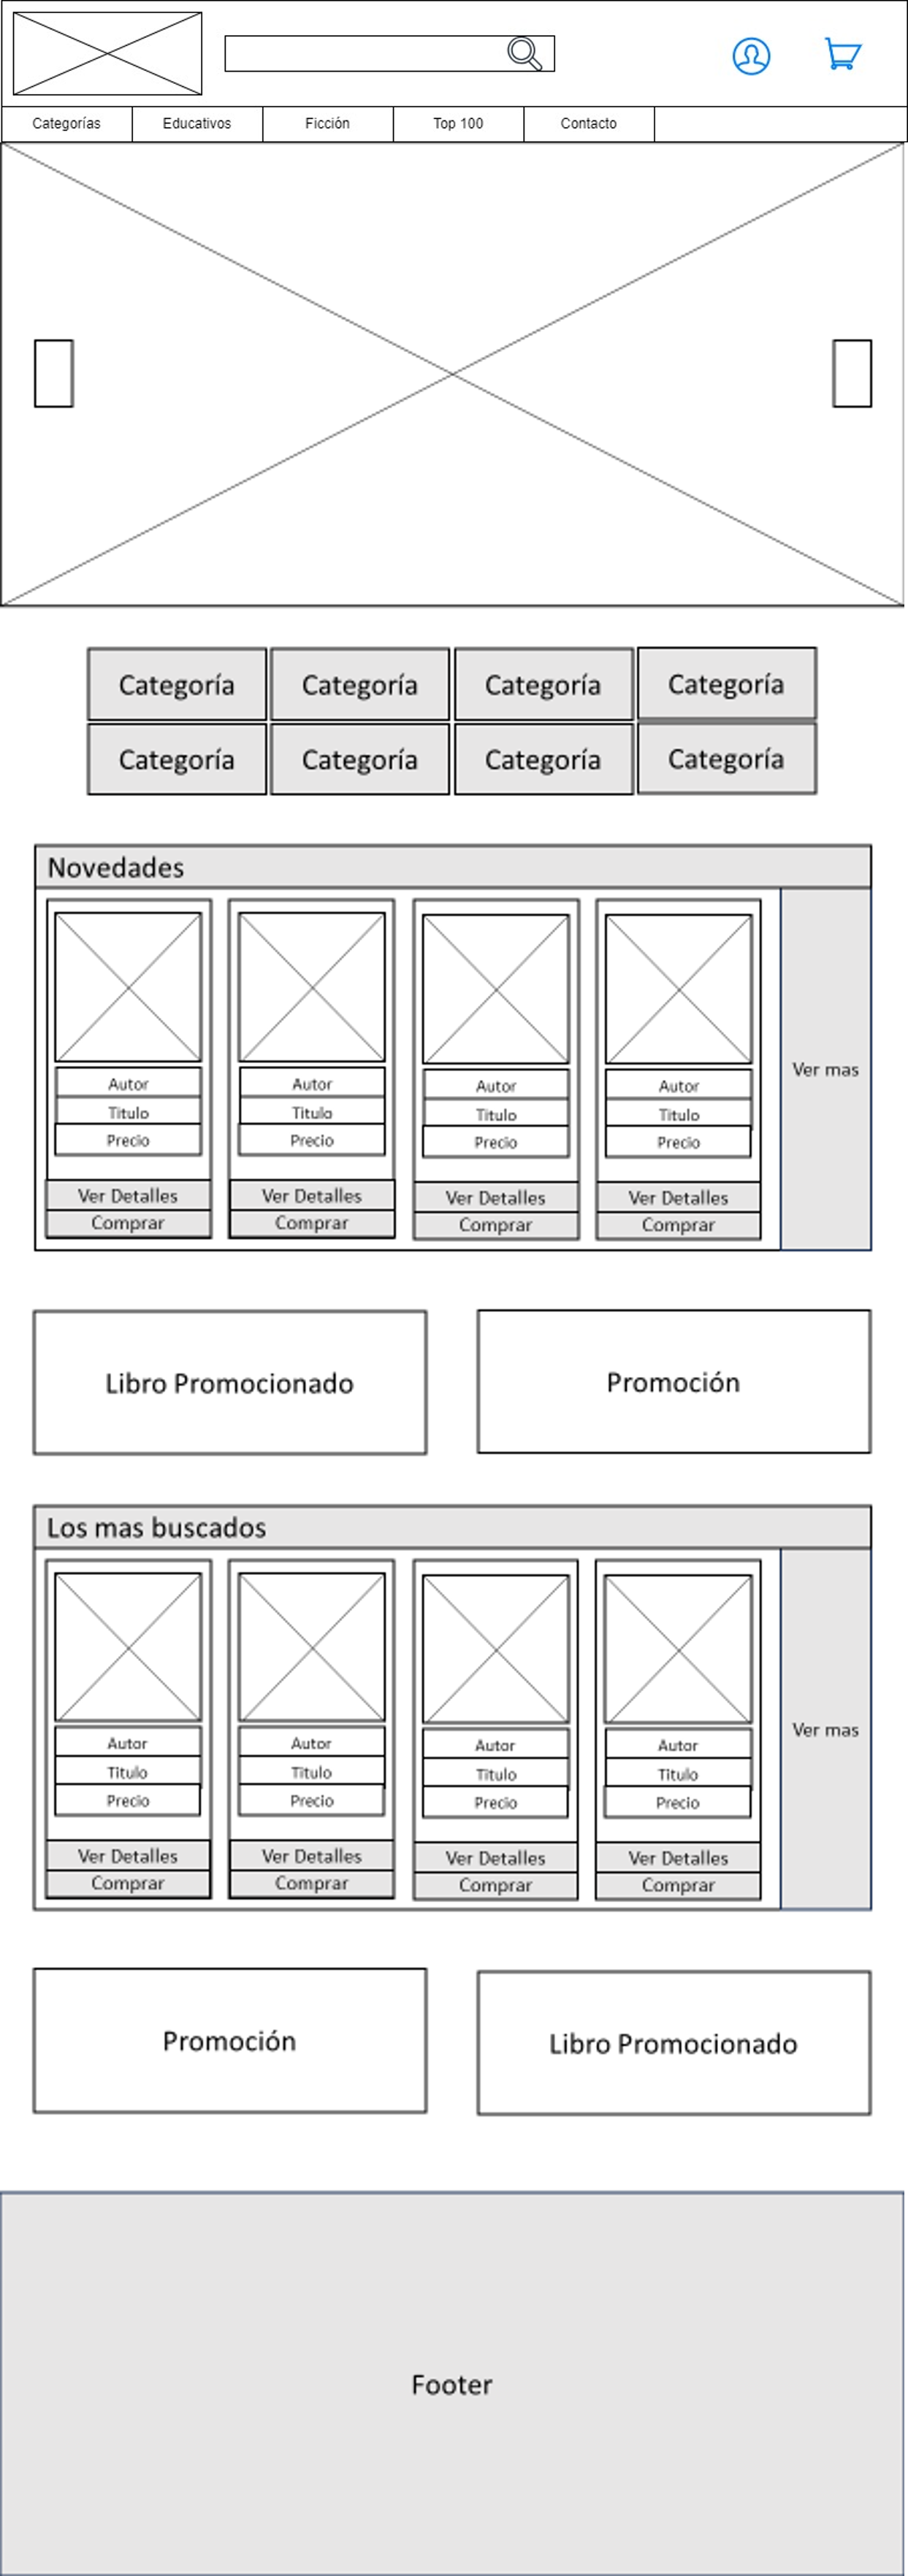 Categorías Educativos Ficción Top 100 Contacto
Categoría Categoría Categoría Categoría
Categoría Categoría Categoría Categoría
Novedades
Autor Autor Autor Autor
Titulo Titulo Titulo Titulo
Precio Precio Precio Precio
Ver Detalles Ver Detalles Ver Detalles Ver Detalles
Comprar Comprar Comprar Comprar
Ver mas
Libro Promocionado Promoción
Los mas buscados
Autor Autor Autor Autor
Titulo Titulo Titulo Titulo
Precio Precio Precio Precio
Ver Detalles Ver Detalles Ver Detalles Ver Detalles
Comprar Comprar Comprar Comprar
Ver mas
Promoción Libro Promocionado
Footer